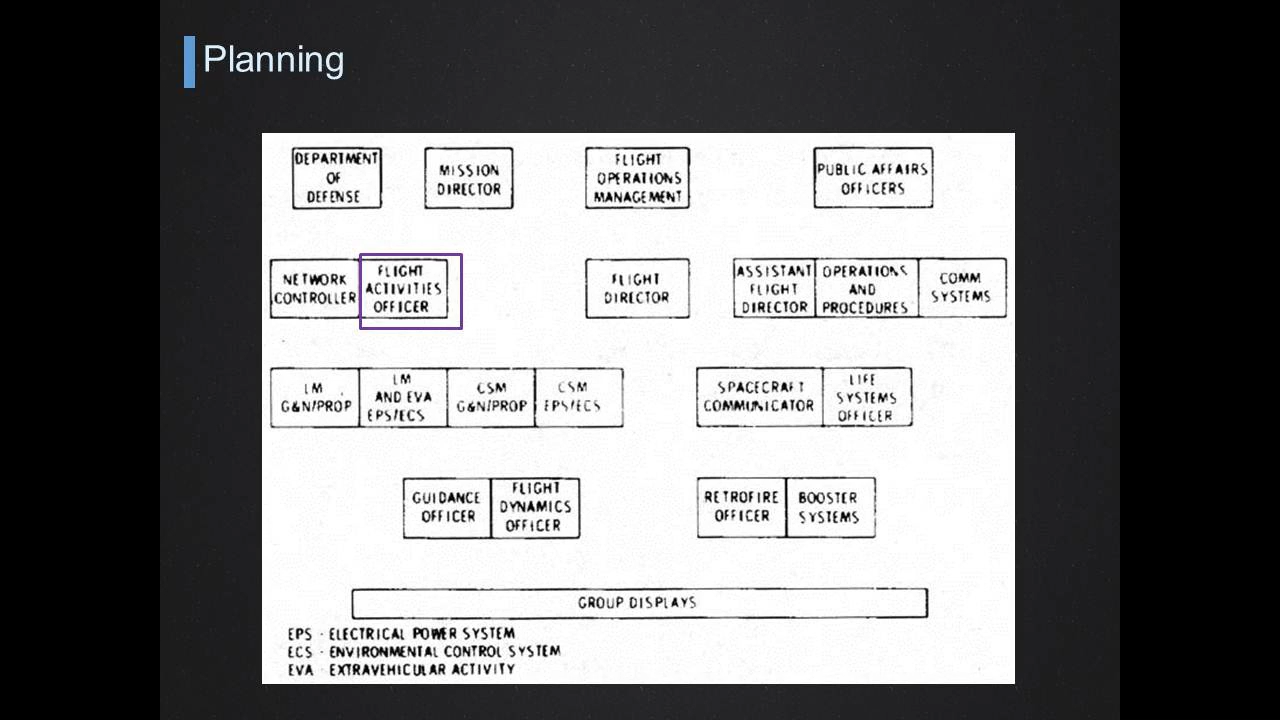 Planning
DEPARTMENT
OF
DEFENSE
MISSION
DIRECTOR
FLIGHT
OPERATIONS
MANAGEMENT
PUBLIC AFFAIRS
OFFICERS
NETWORK
CONTROLLER
FLIGHT
ACTIVITIES
OFFICER
FLIGHT
DIRECTOR
ASSISTANT
FLIGHT
DIRECTOR
OPERATIONS
AND
PROCEDURES
COMM
SYSTEMS
LM
G&N/PROP
LM
AND EVA
EPS/ECS
CSM
G&N/PROP
CSM
EPS/ECS
SPACECRAFT
COMMUNICATOR
LIFE
SYSTEMS
OFFICER
GUIDANCE
OFFICER
FLIGHT
DYNAMICS
OFFICER
RETROFIRE
OFFICER
BOOSTER
SYSTEMS
GROUP DISPLAYS
EPS - ELECTRICAL POWER SYSTEM
ECS - ENVIRONMENTAL CONTROL SYSTEM
EVA - EXTRAVEHICULAR ACTIVITY